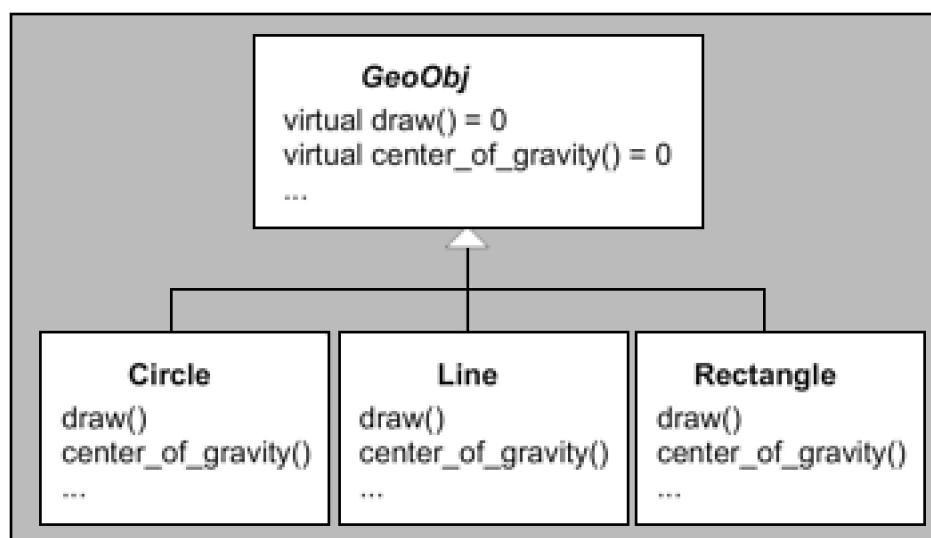 GeoObj
virtual draw() = 0
virtual center_of_gravity() = 0
...
Circle
draw()
center_of_gravity()
...
Line
draw()
center_of_gravity()
...
Rectangle
draw()
center_of_gravity()
...